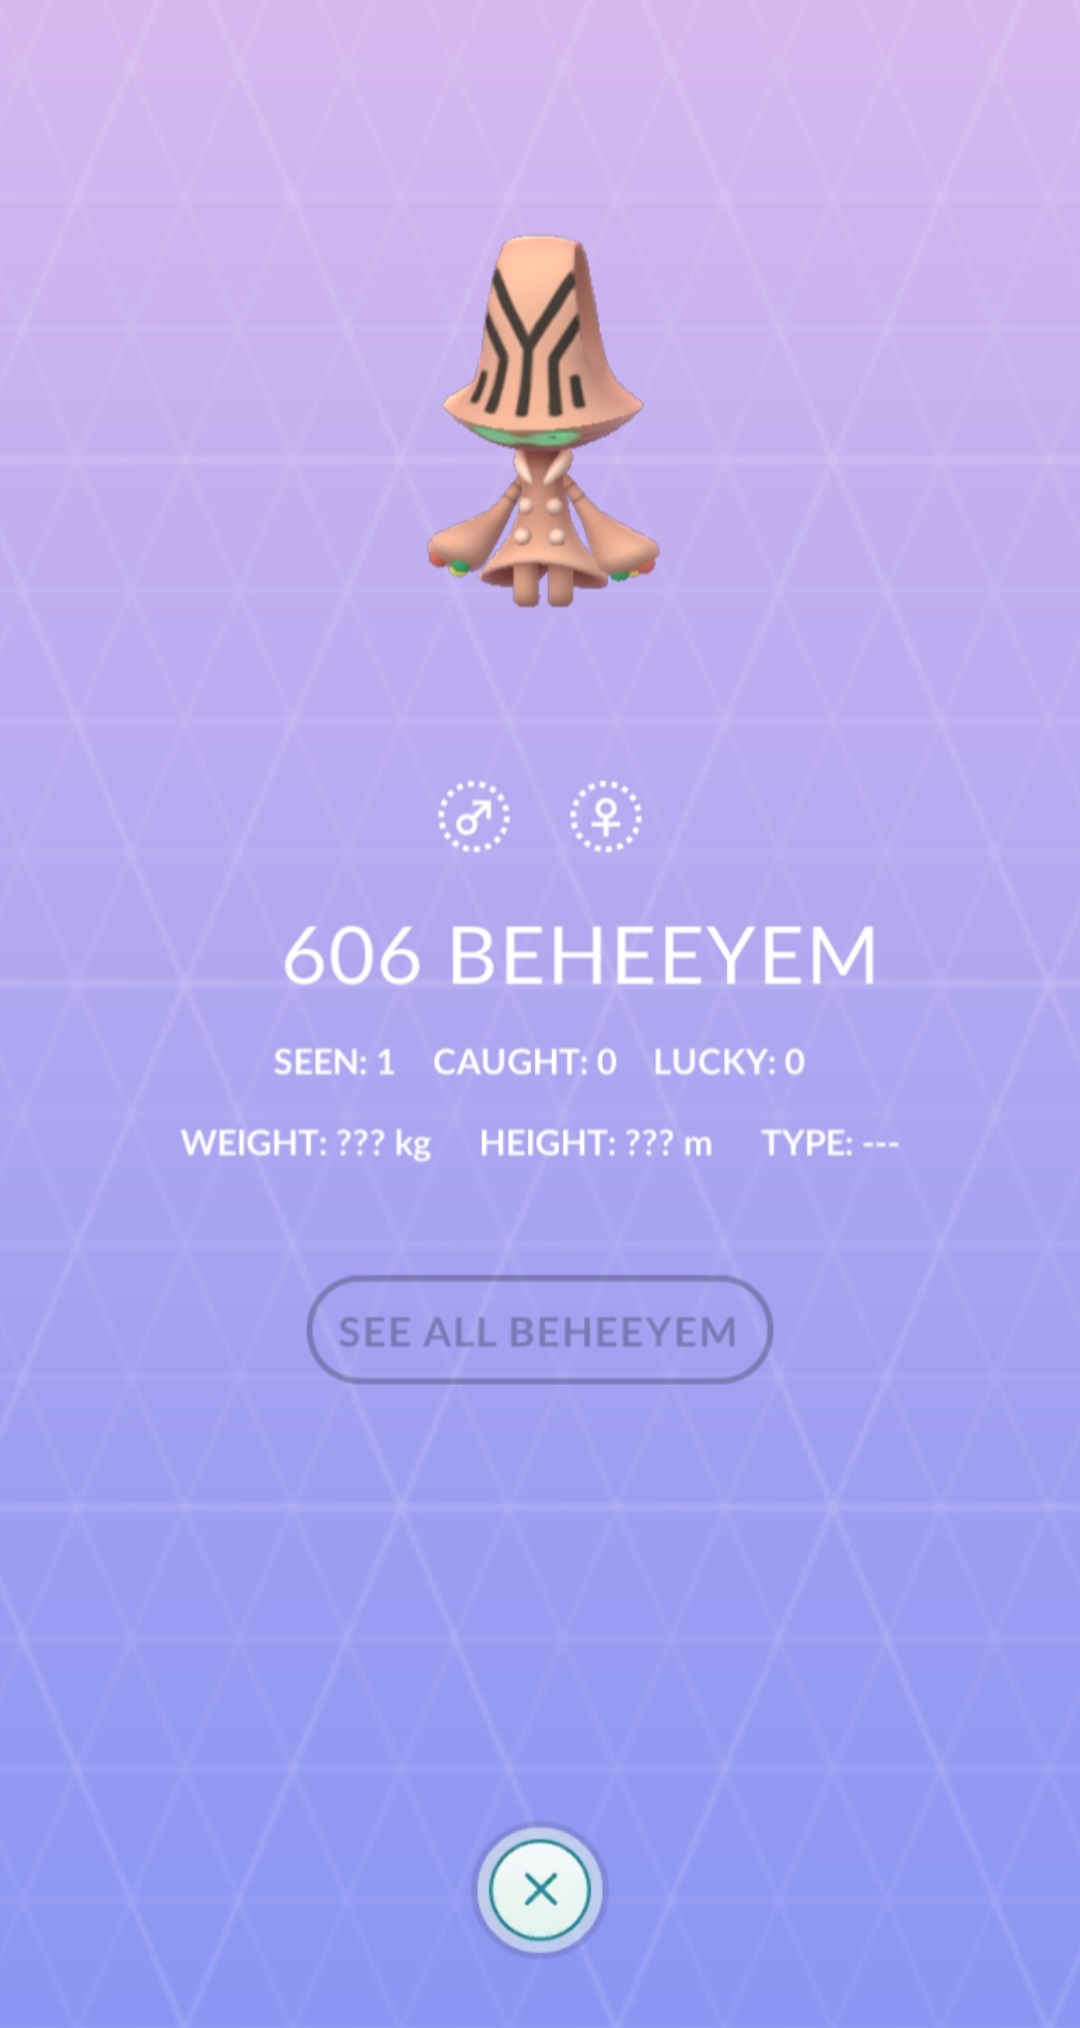 606 BEHEEYEM
SEEN: 1 CAUGHT: 0 LUCKY: 0
WEIGHT: ??? kg HEIGHT: ??? m TYPE: ---
SEE ALL BEHEEYEM